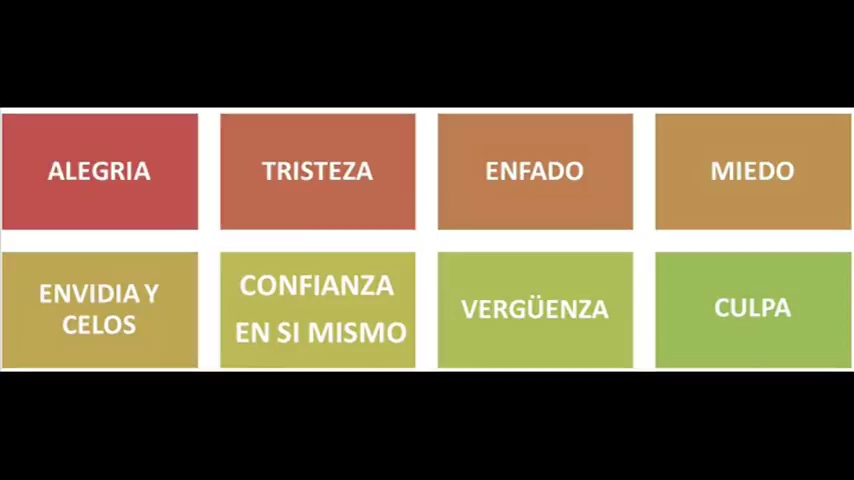 ALEGRIA
TRISTEZA
ENFADO
MIEDO
ENVIDIA Y
CELOS
CONFIANZA
EN SI MISMO
VERGÜENZA
CULPA